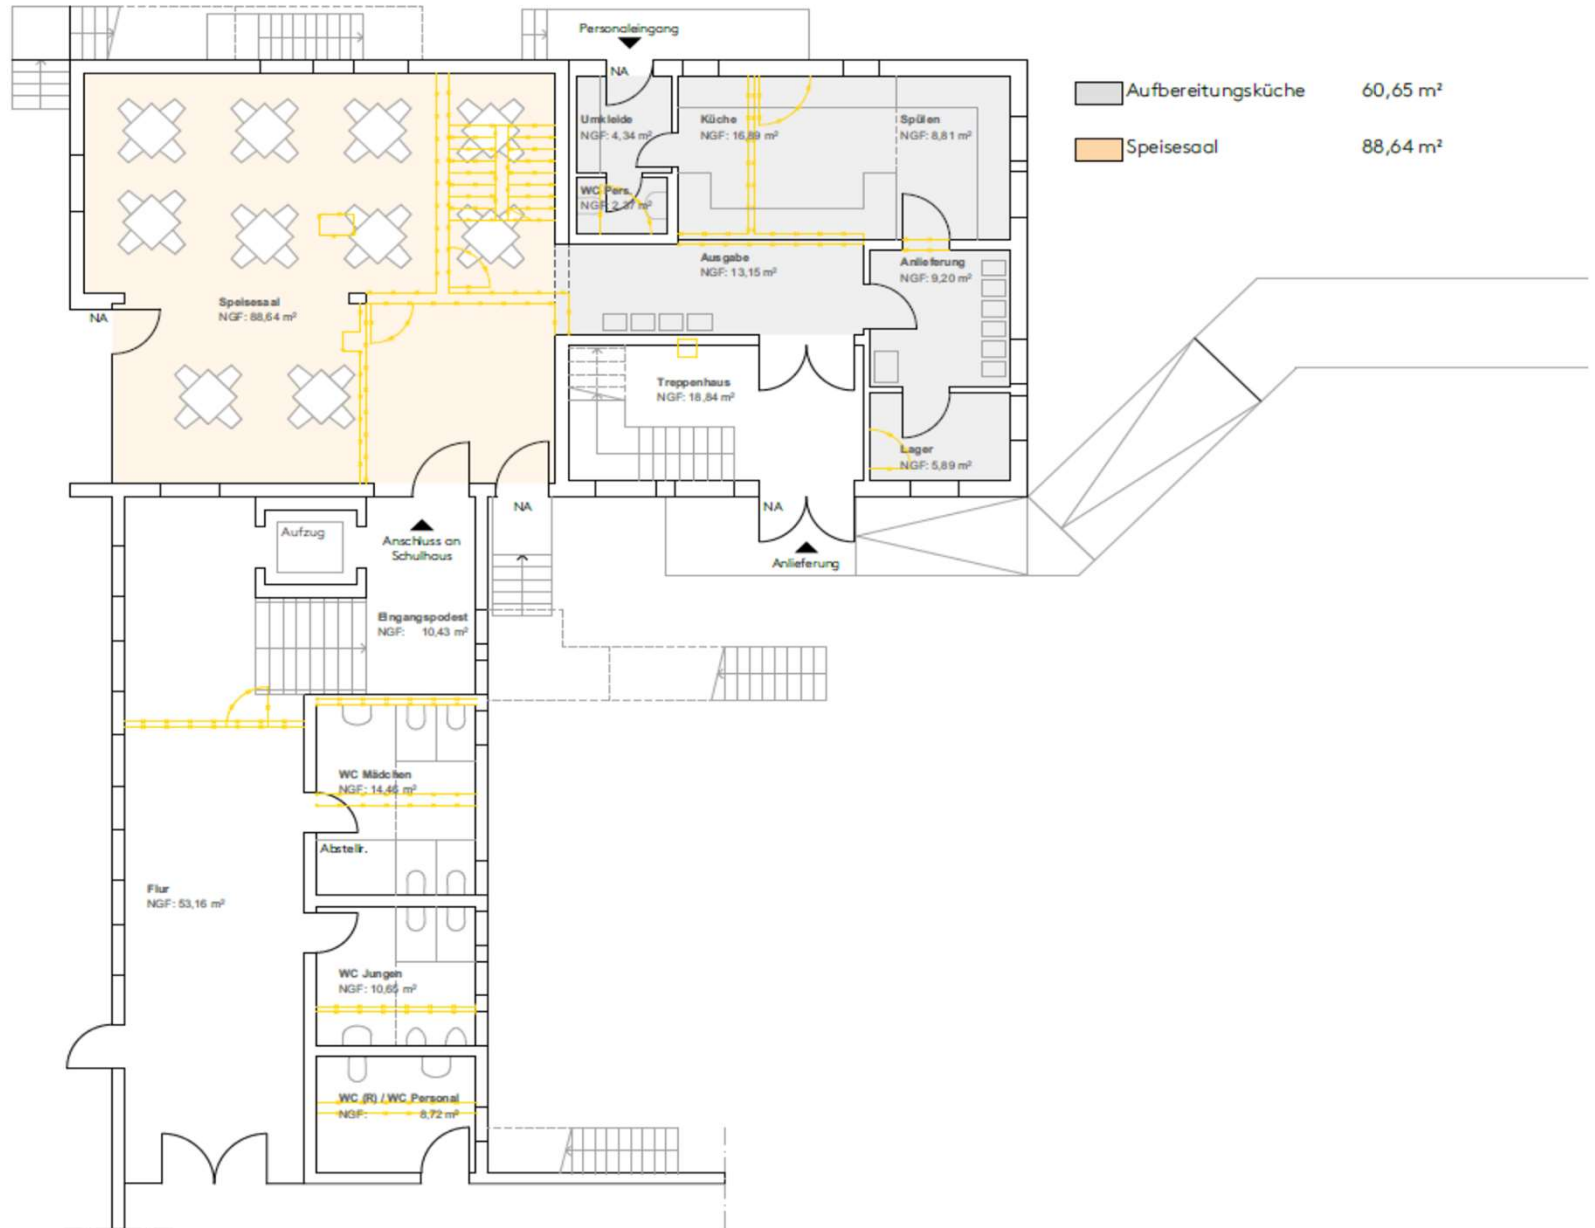 Personaleingang
NA
Aufbereitungsküche 60,65 m²
Speisesaal 88,64 m²
Umkleide
NGF: 4,34 m²
Küche
NGF: 16,89 m²
Spülen
NGF: 8,81 m²
WC Pers.
NGF: 2,37 m²
Ausgabe
NGF: 13,15 m²
Anlieferung
NGF: 9,20 m²
Speisesaal
NGF: 88,64 m²
NA
Treppenhaus
NGF: 18,84 m²
Lager
NGF: 5,89 m²
NA
NA
Aufzug
Anschluss an
Schulhaus
Anlieferung
Eingangspodest
NGF: 10,43 m²
WC Mädchen
NGF: 14,46 m²
Abstellr.
Flur
NGF: 53,16 m²
WC Jungen
NGF: 10,65 m²
WC (R) / WC Personal
NGF: 8,72 m²